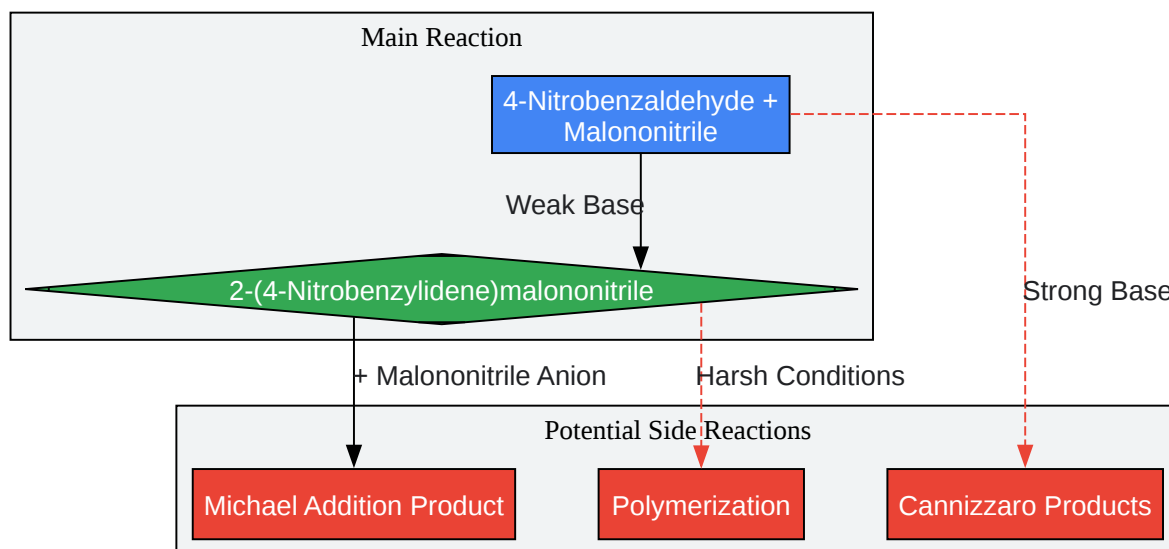 Main Reaction
4-Nitrobenzaldehyde +
Malononitrile
Weak Base
2-(4-Nitrobenzylidene)malononitrile
Strong Base
+ Malononitrile Anion
Harsh Conditions
Potential Side Reactions
Michael Addition Product
Polymerization
Cannizzaro Products